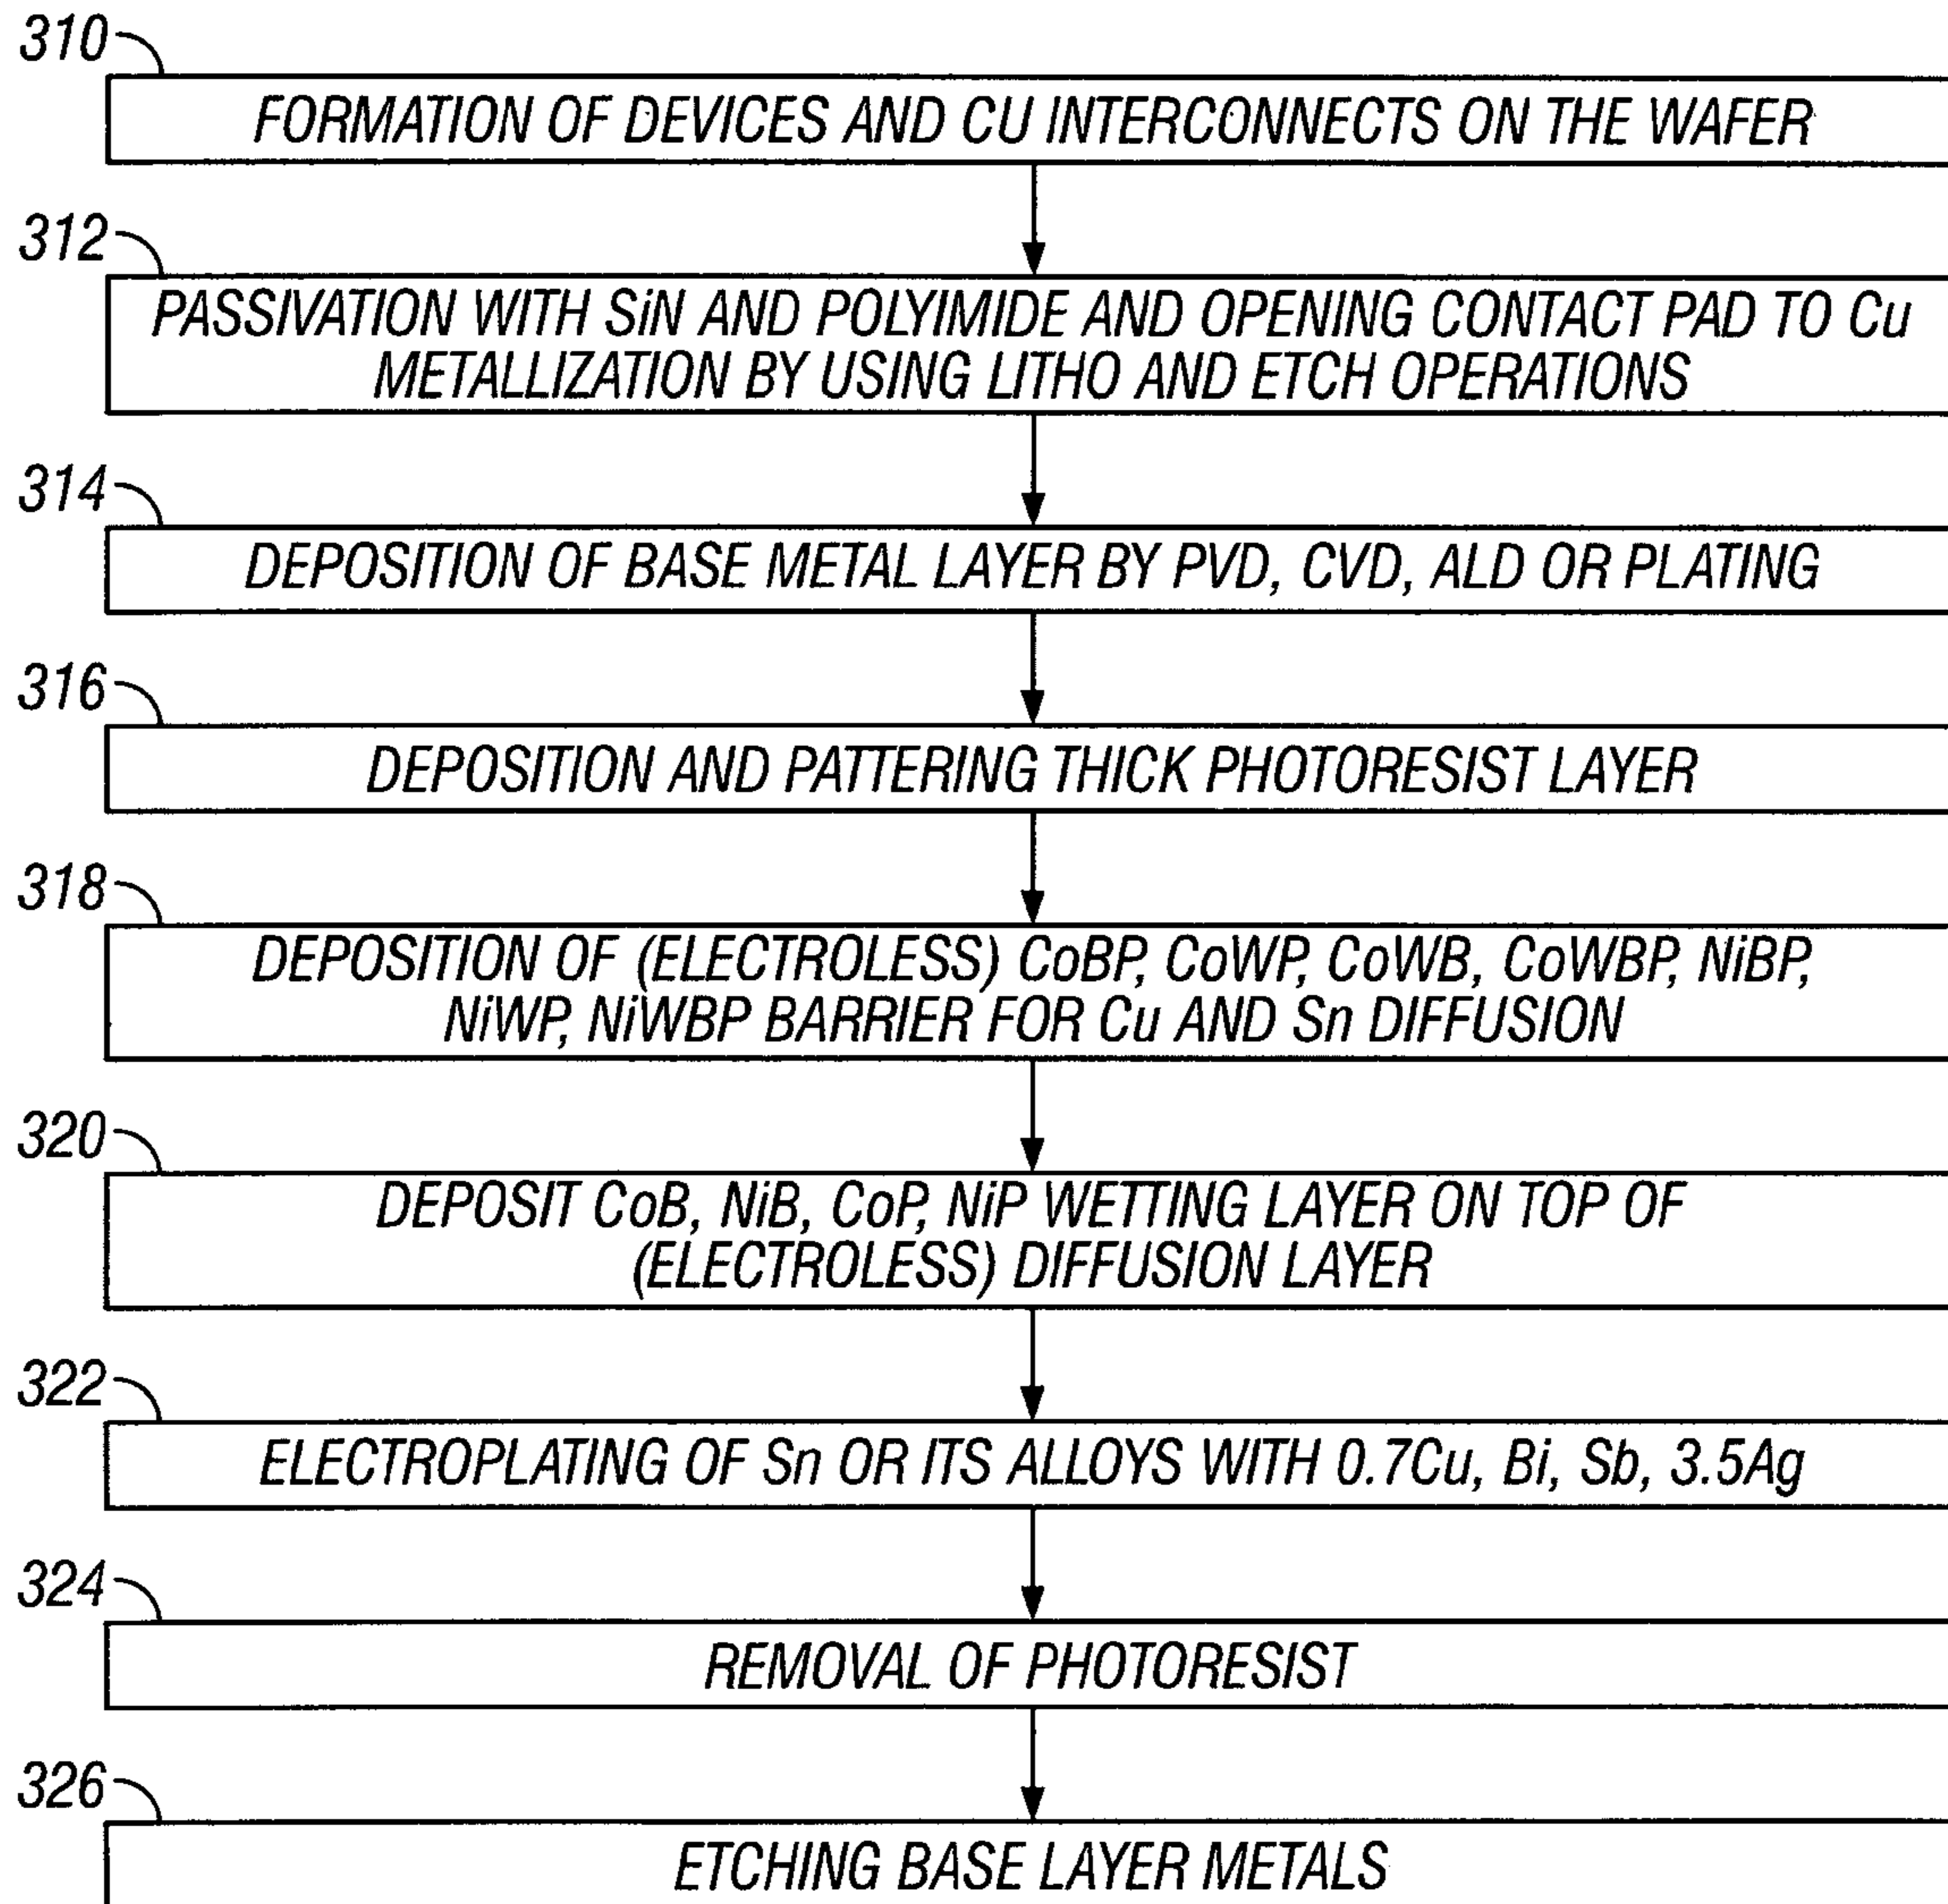 310
FORMATION OF DEVICES AND CU INTERCONNECTS ON THE WAFER
312
PASSIVATION WITH SiN AND POLYIMIDE AND OPENING CONTACT PAD TO Cu
METALLIZATION BY USING LITHO AND ETCH OPERATIONS
314
DEPOSITION OF BASE METAL LAYER BY PVD, CVD, ALD OR PLATING
316
DEPOSITION AND PATTERING THICK PHOTORESIST LAYER
318
DEPOSITION OF (ELECTROLESS) CoBP, CoWP, CoWB, CoWBP, NiBP,
NiWP, NiWBP BARRIER FOR Cu AND Sn DIFFUSION
320
DEPOSIT CoB, NiB, CoP, NiP WETTING LAYER ON TOP OF
(ELECTROLESS) DIFFUSION LAYER
322
ELECTROPLATING OF Sn OR ITS ALLOYS WITH 0.7Cu, Bi, Sb, 3.5Ag
324
REMOVAL OF PHOTORESIST
326
ETCHING BASE LAYER METALS